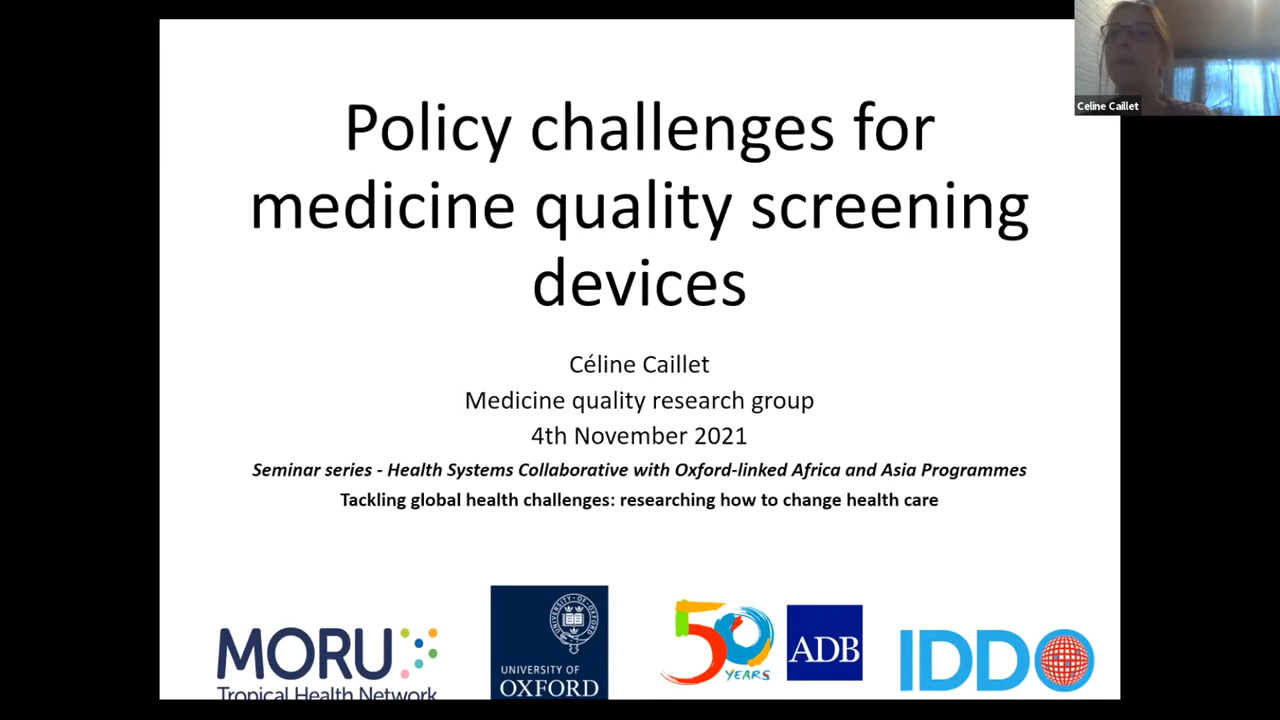 Celine Caillet
Policy challenges for
medicine quality screening
devices
Céline Caillet
Medicine quality research group
4th November 2021
Seminar series - Health Systems Collaborative with Oxford-linked Africa and Asia Programmes
Tackling global health challenges: researching how to change health care
MORU
Tropical Health Network
UNIVERSITY OF
OXFORD
50
YEARS
ADB
IDDO